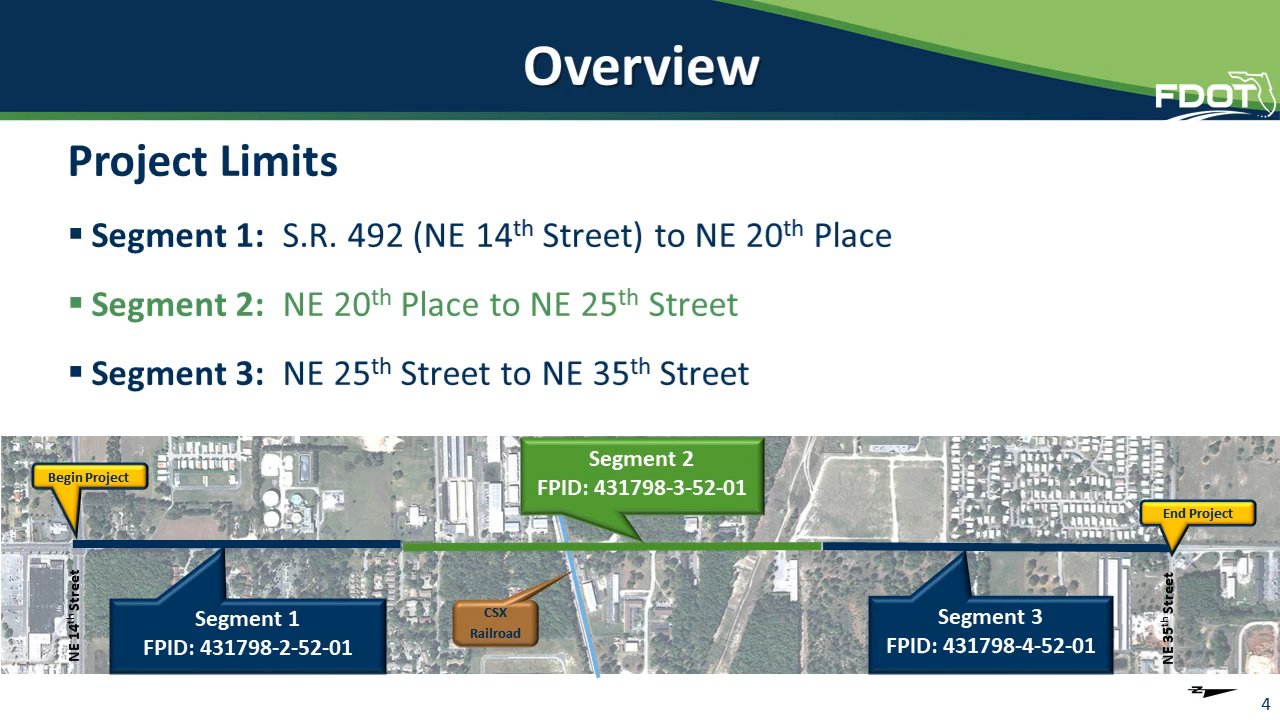 Overview
FDOT
Project Limits
▪ Segment 1: S.R. 492 (NE 14th Street) to NE 20th Place
▪ Segment 2: NE 20th Place to NE 25th Street
▪ Segment 3: NE 25th Street to NE 35th Street
Segment 2
FPID: 431798-3-52-01
Begin Project
End Project
NE 14th Street
Segment 1
FPID: 431798-2-52-01
CSX
Railroad
Segment 3
FPID: 431798-4-52-01
NE 35th Street
N
4